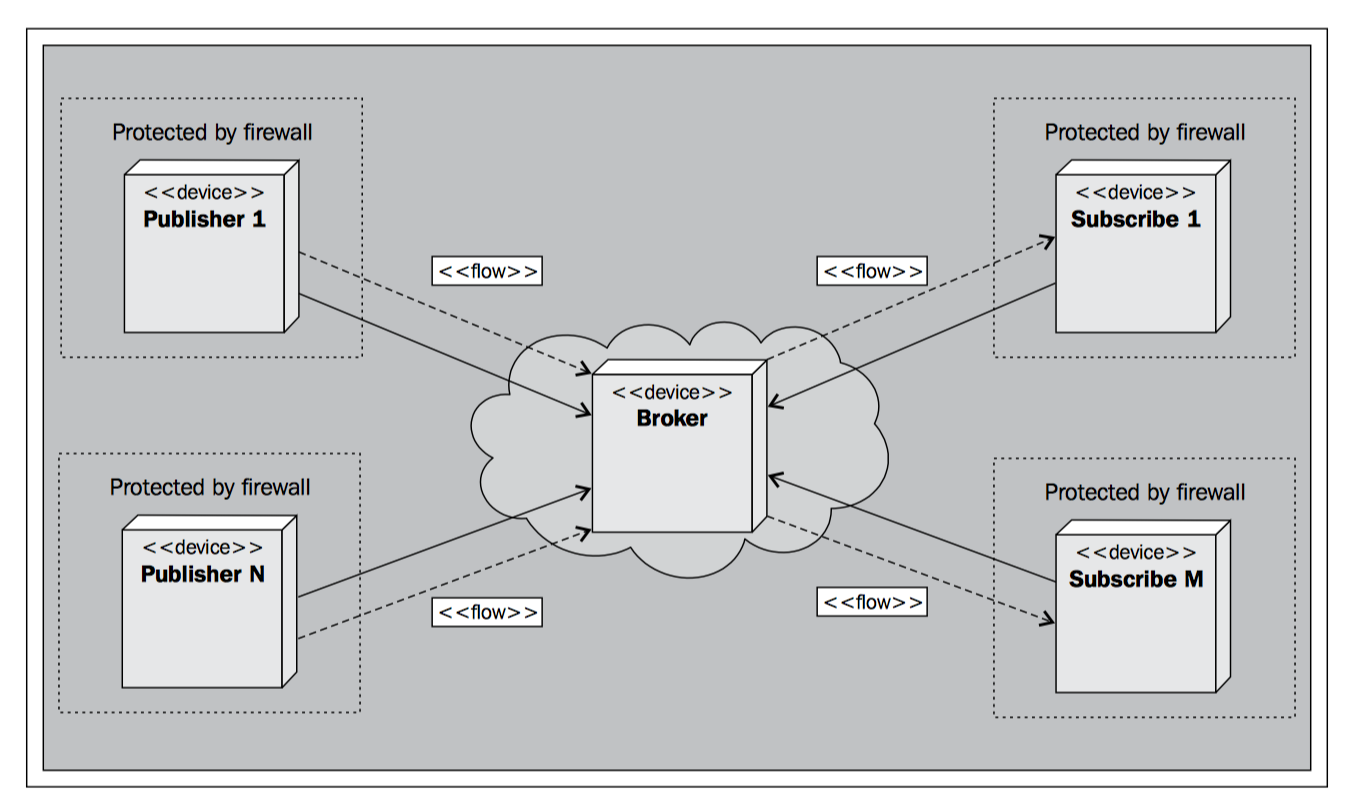 Protected by firewall
<<device>>
Publisher 1
<<flow>>
<<flow>>
Protected by firewall
<<device>>
Subscribe 1
<<device>>
Broker
Protected by firewall
<<device>>
Publisher N
<<flow>>
<<flow>>
Protected by firewall
<<device>>
Subscribe M